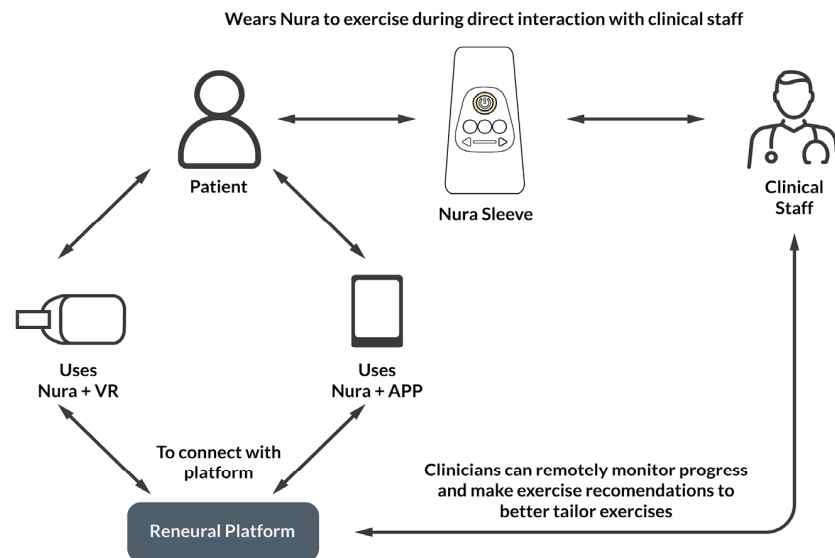 Wears Nura to exercise during direct interaction with clinical staff
Patient
Nura Sleeve
Clinical
Staff
Uses
Nura + VR
Uses
Nura + APP
To connect with
platform
Clinicians can remotely monitor progress
and make exercise recomendations to
better tailor exercises
Reneural Platform